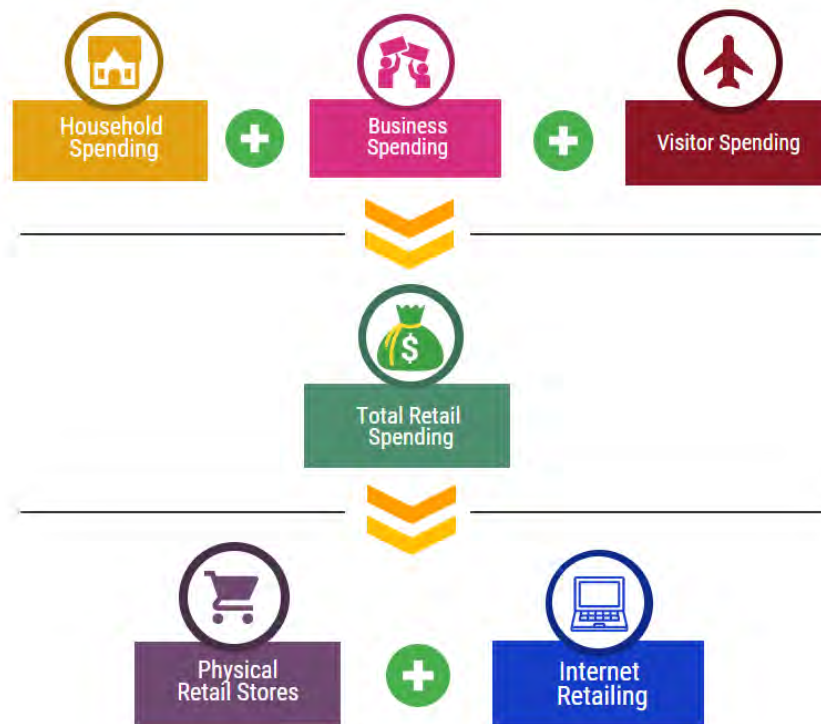 Household
Spending
Business
Spending
Visitor Spending
$
Total Retail
Spending
Physical
Retail Stores
Internet
Retailing